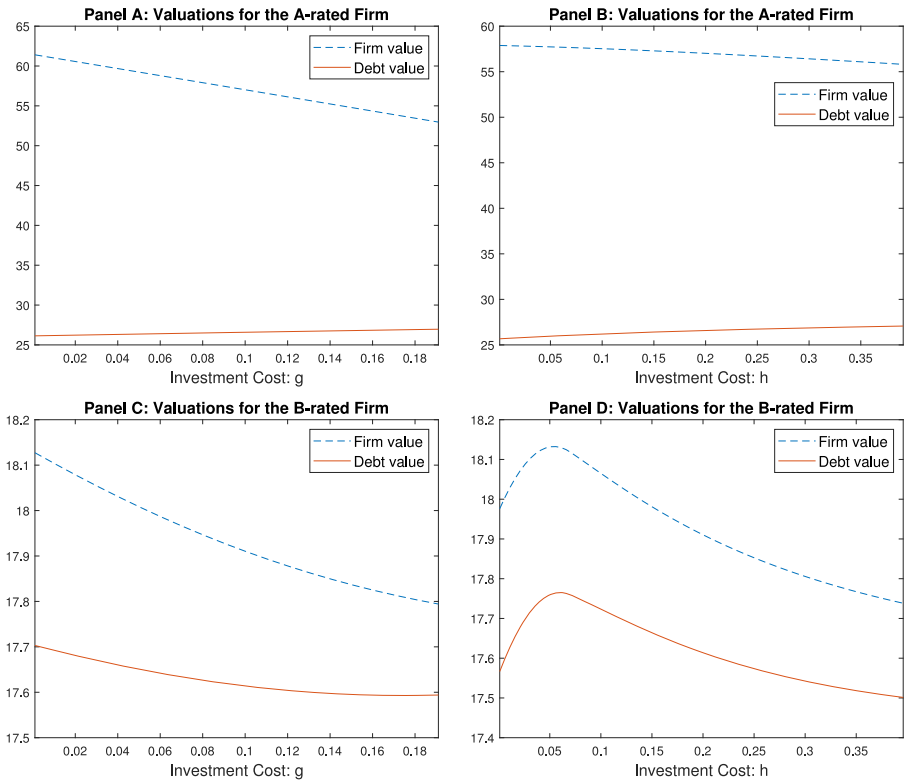 Panel A: Valuations for the A-rated Firm
65
60
55
50
45
40
35
30
25
Firm value
Debt value
0.02 0.04 0.06 0.08 0.1 0.12 0.14 0.16 0.18
Investment Cost: g
Panel B: Valuations for the A-rated Firm
60
55
50
45
40
35
30
25
Firm value
Debt value
0.05 0.1 0.15 0.2 0.25 0.3 0.35
Investment Cost: h
Panel C: Valuations for the B-rated Firm
18.2
18.1
18
17.9
17.8
17.7
17.6
17.5
Firm value
Debt value
0.02 0.04 0.06 0.08 0.1 0.12 0.14 0.16 0.18
Investment Cost: g
Panel D: Valuations for the B-rated Firm
18.2
18.1
18
17.9
17.8
17.7
17.6
17.5
17.4
Firm value
Debt value
0.05 0.1 0.15 0.2 0.25 0.3 0.35
Investment Cost: h